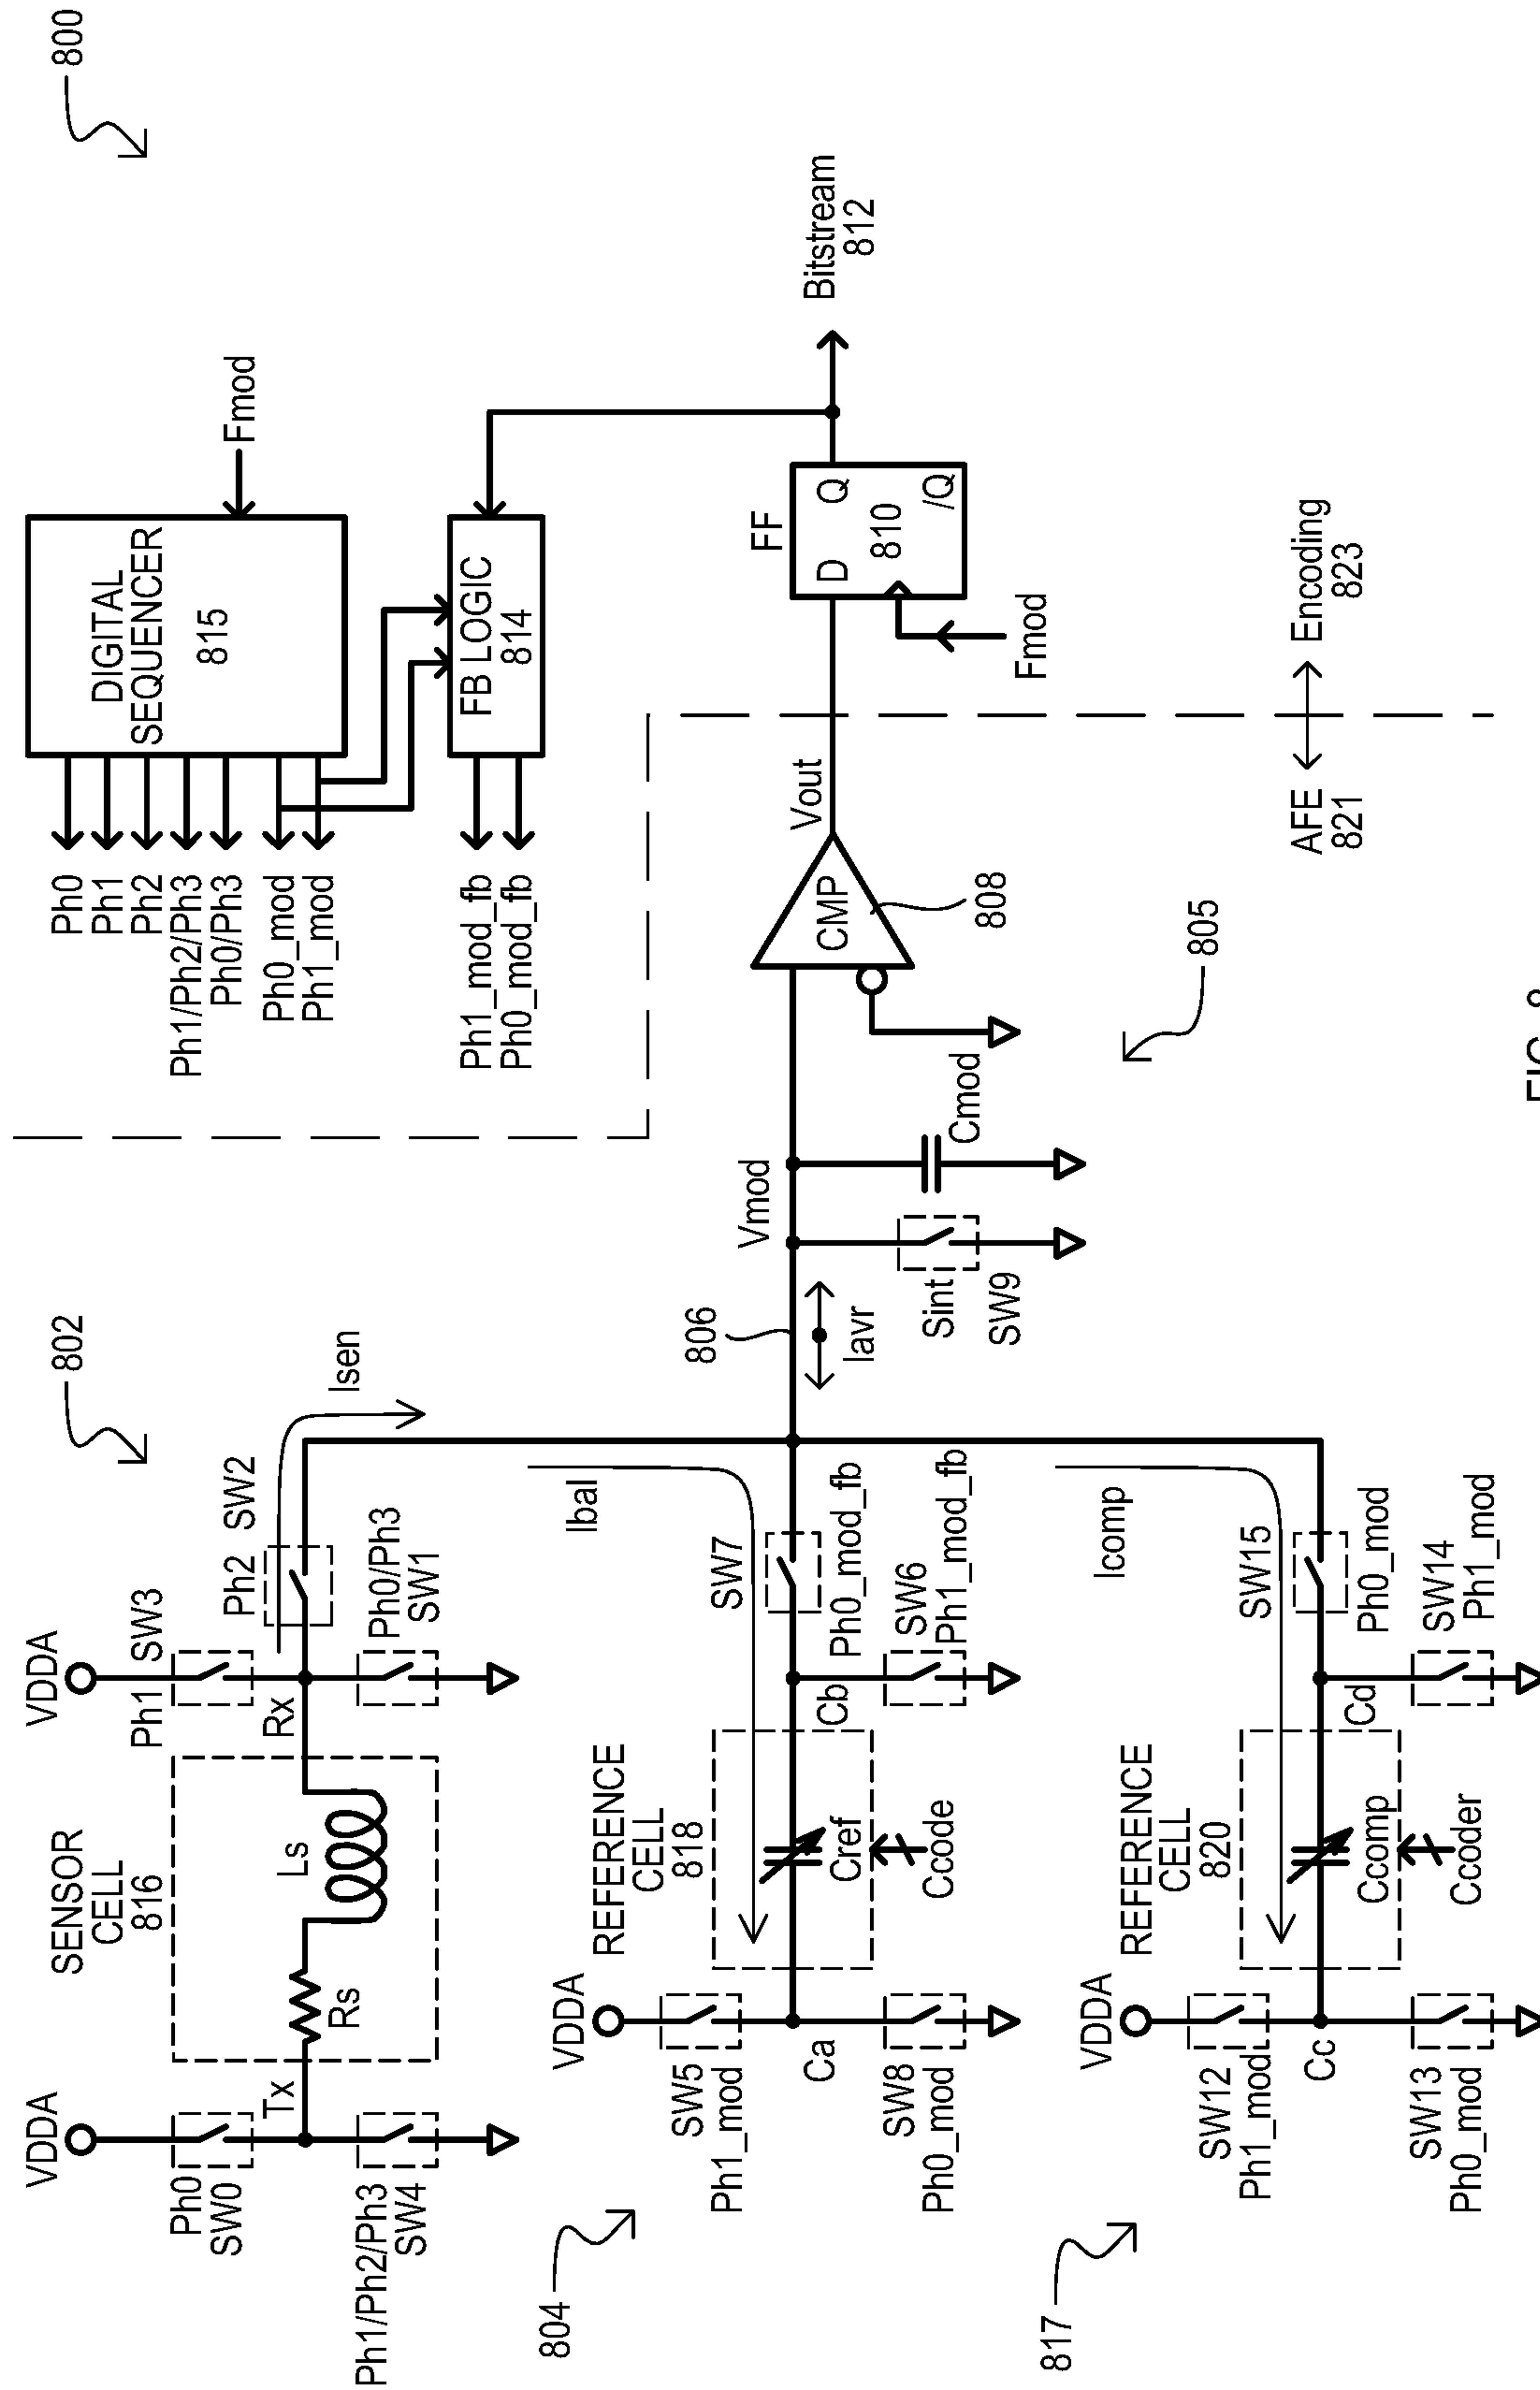 800
802
VDDA
VDDA
Ph0
SW0
Tx
Ph1/Ph2/Ph3
SW4
SENSOR
CELL
816
Rs
Ls
Ph1
SW3
Rx
Ph2
SW2
Ph0/Ph3
SW1
Isen
Ph0
Ph1
Ph2
Ph1/Ph2/Ph3
Ph0/Ph3
Ph0_mod
Ph1_mod
DIGITAL
SEQUENCER
815
Fmod
Ph1_mod_fb
Ph0_mod_fb
FB LOGIC
814
804
VDDA
SW5
Ph1_mod
Ca
SW8
Ph0_mod
REFERENCE
CELL
818
Cref
Ccode
Cb
Ibal
SW7
Ph0_mod_fb
SW6
Ph1_mod_fb
806
Iavr
Vmod
Sint
SW9
Cmod
CMP
808
Vout
FF
D
Q
810
/Q
Fmod
Bitstream
812
805
817
VDDA
SW12
Ph1_mod
Cc
SW13
Ph0_mod
REFERENCE
CELL
820
Ccomp
Ccoder
Cd
Icomp
SW15
Ph0_mod
SW14
Ph1_mod
AFE
821
Encoding
823